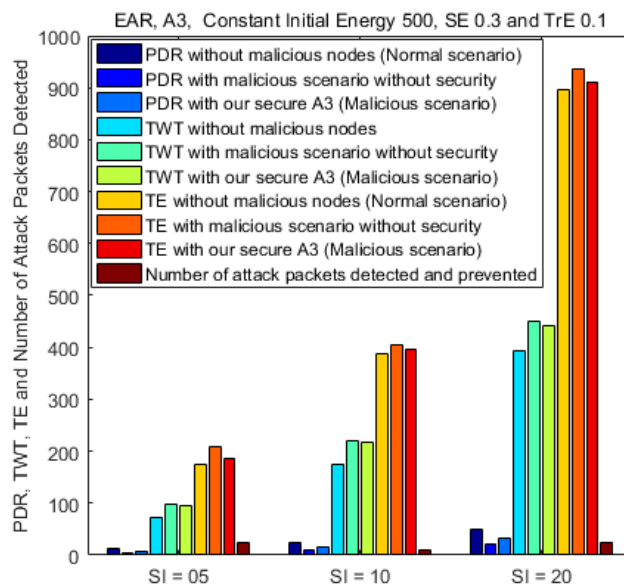 EAR, A3, Constant Initial Energy 500, SE 0.3 and TrE 0.1
PDR, TWT, TE and Number of Attack Packets Detected
1000
900
800
700
600
500
400
300
200
100
0
PDR without malicious nodes (Normal scenario)
PDR with malicious scenario without security
PDR with our secure A3 (Malicious scenario)
TWT without malicious nodes
TWT with malicious scenario without security
TWT with our secure A3 (Malicious scenario)
TE without malicious nodes (Normal scenario)
TE with malicious scenario without security
TE with our secure A3 (Malicious scenario)
Number of attack packets detected and prevented
SI = 05
SI = 10
SI = 20